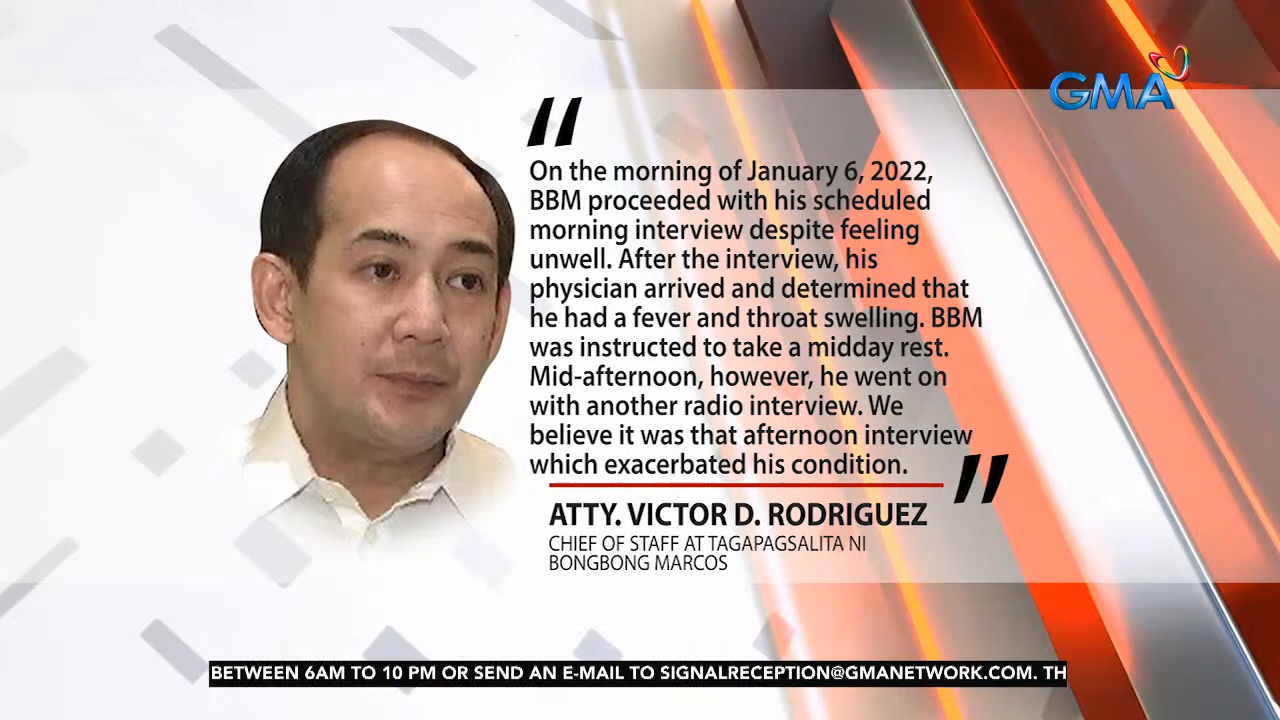 GMA
"
On the morning of January 6, 2022,
BBM proceeded with his scheduled
morning interview despite feeling
unwell. After the interview, his
physician arrived and determined that
he had a fever and throat swelling. BBM
was instructed to take a midday rest.
Mid-afternoon, however, he went on
with another radio interview. We
believe it was that afternoon interview
which exacerbated his condition.
"
ATTY. VICTOR D. RODRIGUEZ
CHIEF OF STAFF AT TAGAPAGSALITA NI
BONGBONG MARCOS
BETWEEN 6AM TO 10 PM OR SEND AN E-MAIL TO SIGNALRECEPTION@GMANETWORK.COM. TH